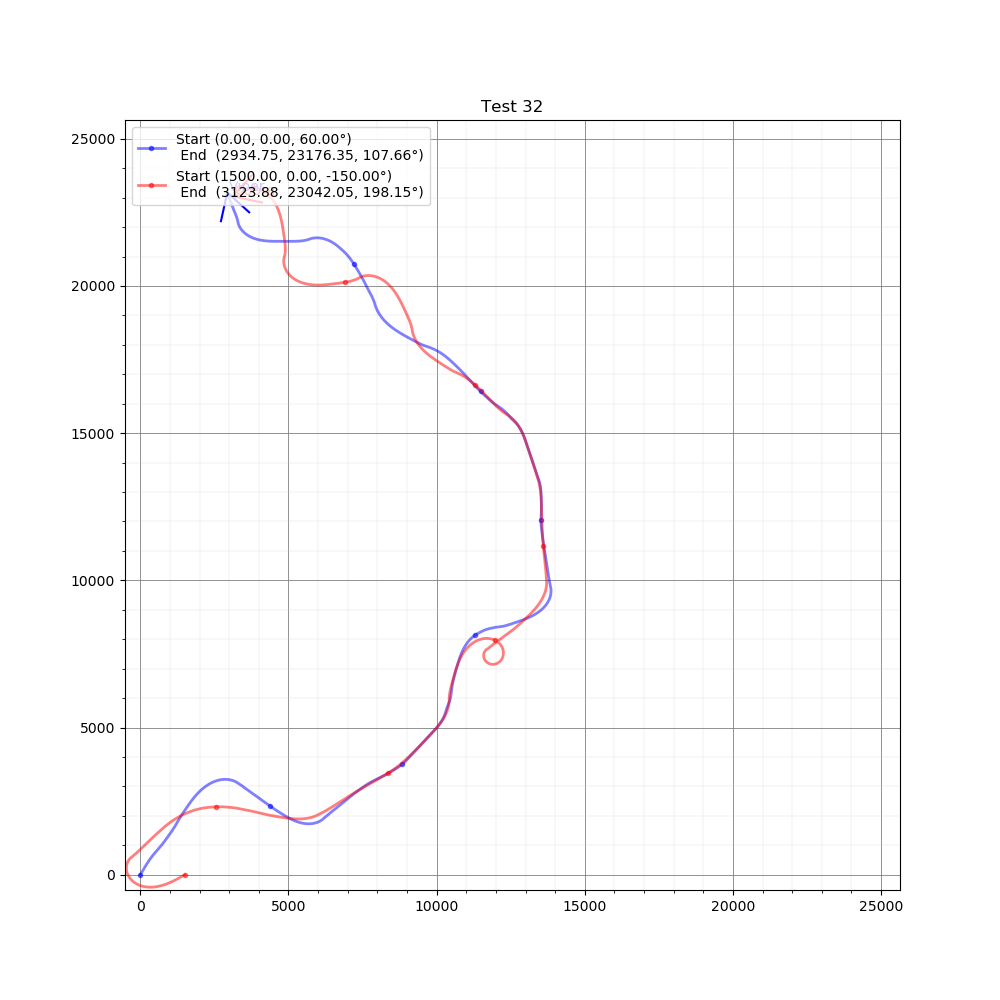 Test 32
Start (0.00, 0.00, 60.00°)
End (2934.75, 23176.35, 107.66°)
Start (1500.00, 0.00, -150.00°)
End (3123.88, 23042.05, 198.15°)
25000
20000
15000
10000
5000
0
0 5000 10000 15000 20000 25000